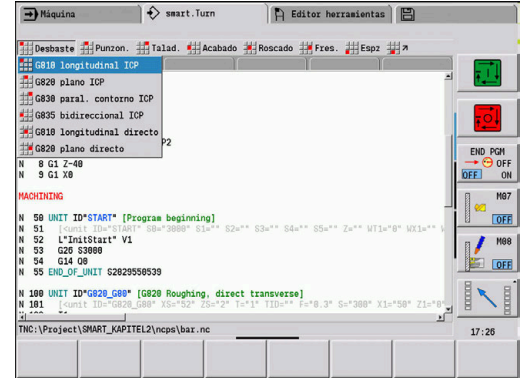 Máquina
smart.Turn
Editor herramientas
Desbaste Punzon. Talad. Acabado Roscado Fres. Espz
G810 longitudinal ICP
G820 plano ICP
G830 paral. contorno ICP
G835 bidireccional ICP
G810 longitudinal directo
G820 plano directo
P2
N 8 G1 Z-40
N 9 G1 X0
MACHINING
N 50 UNIT ID"START" [Program beginning]
N 51 [<unit ID="START" S0="3000" S1="" S2="" S3="" S4="" S5="" Z="" WT1="0" WX1=""
N 52 L"InitStart" V1
N 53 G26 S3000
N 54 G14 Q0
N 55 END_OF_UNIT S2029550539
N 100 UNIT ID"G820_G80" [G820 Roughing, direct transverse]
N 101 [<unit ID="G820_G80" XS="52" ZS="2" T="1" TID="" F="0.3" S="300" X1="50" Z1="0"
TNC:\Project\SMART_KAPITEL2\ncps\bar.nc
T
1
T
0
END PGM
OFF
OFF ON
M07
OFF
M08
OFF
1
17:26